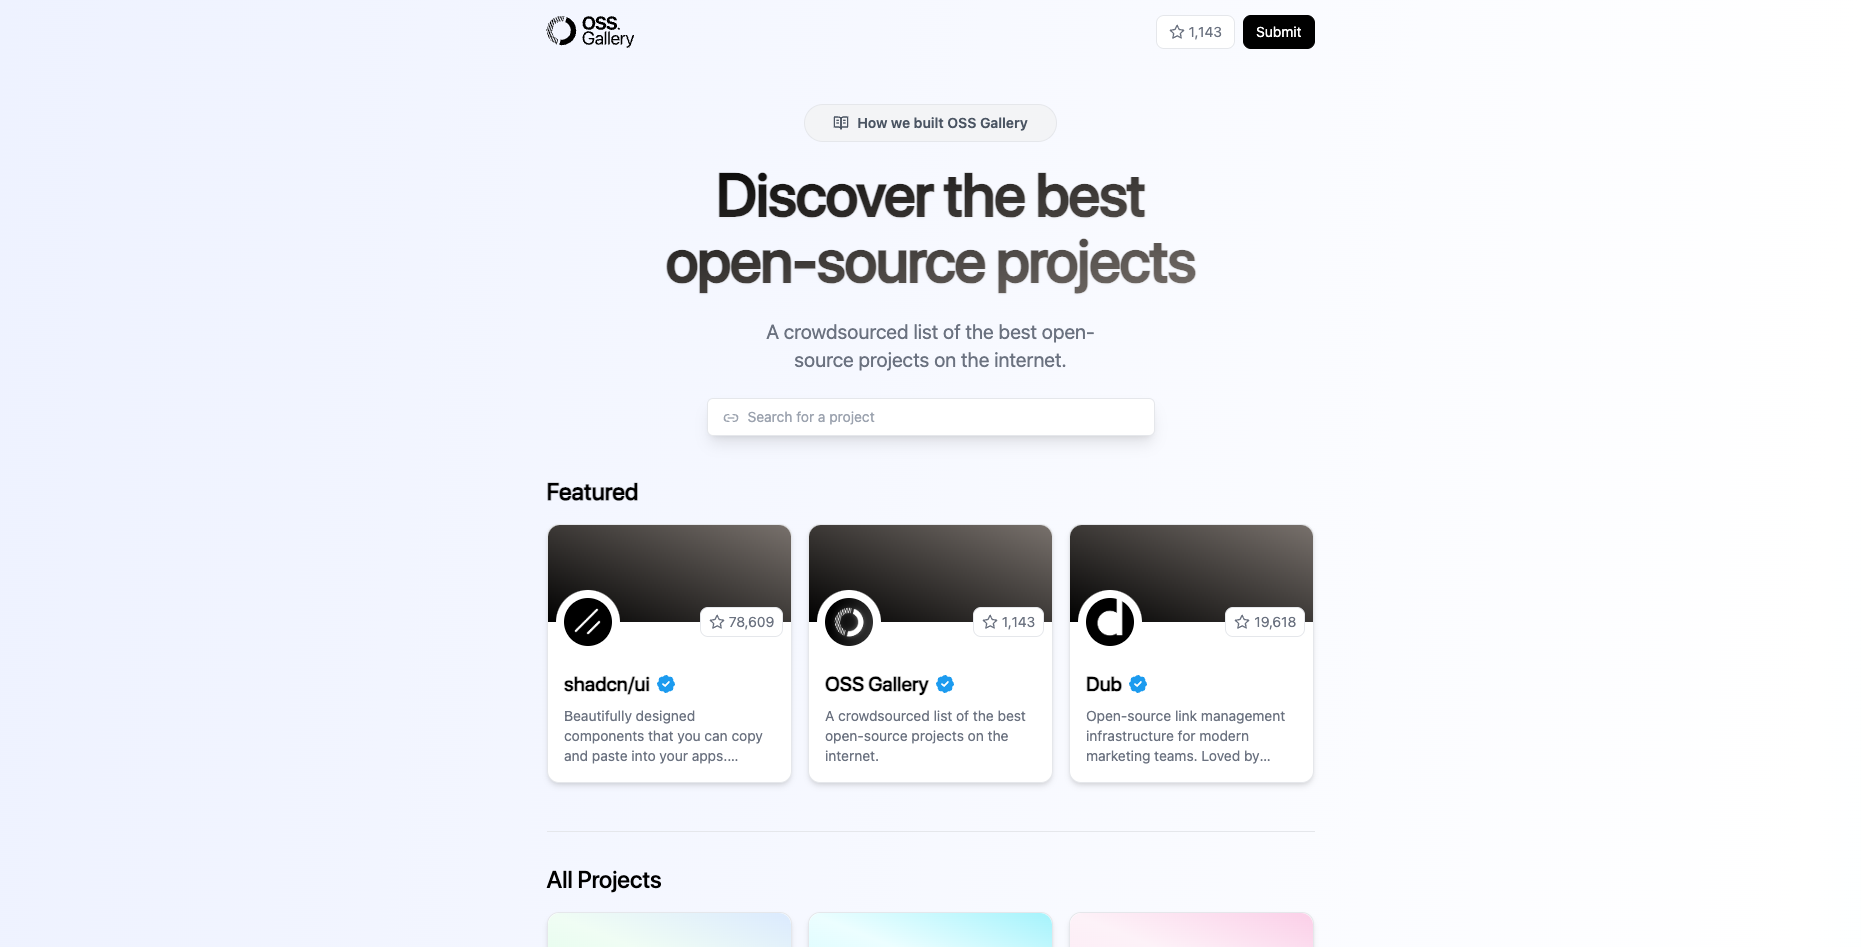 OSS.
Gallery
1,143
Submit
How we built OSS Gallery
Discover the best
open-source projects
A crowdsourced list of the best open-
source projects on the internet.
Search for a project
Featured
78,609
shadcn/ui
Beautifully designed
components that you can copy
and paste into your apps....
1,143
OSS Gallery
A crowdsourced list of the best
open-source projects on the
internet.
19,618
Dub
Open-source link management
infrastructure for modern
marketing teams. Loved by...
All Projects